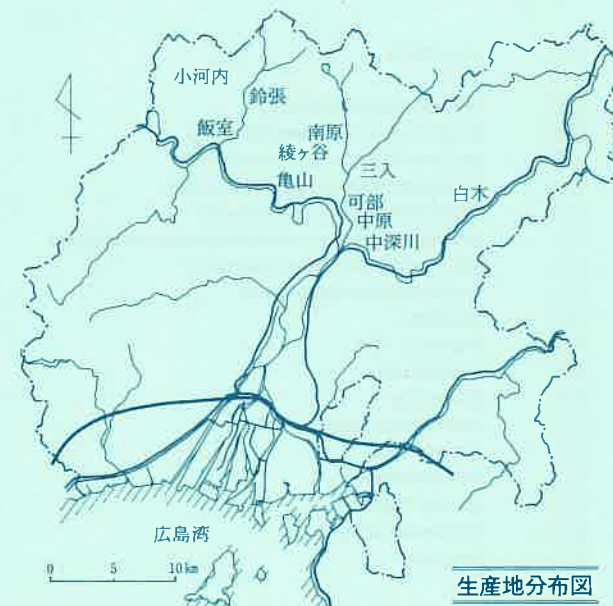 小河内
鈴張
飯室
南原
綾ヶ谷
三入
亀山
白木
可部
中原
中深川
広島湾
0 5 10km
生産地分布図